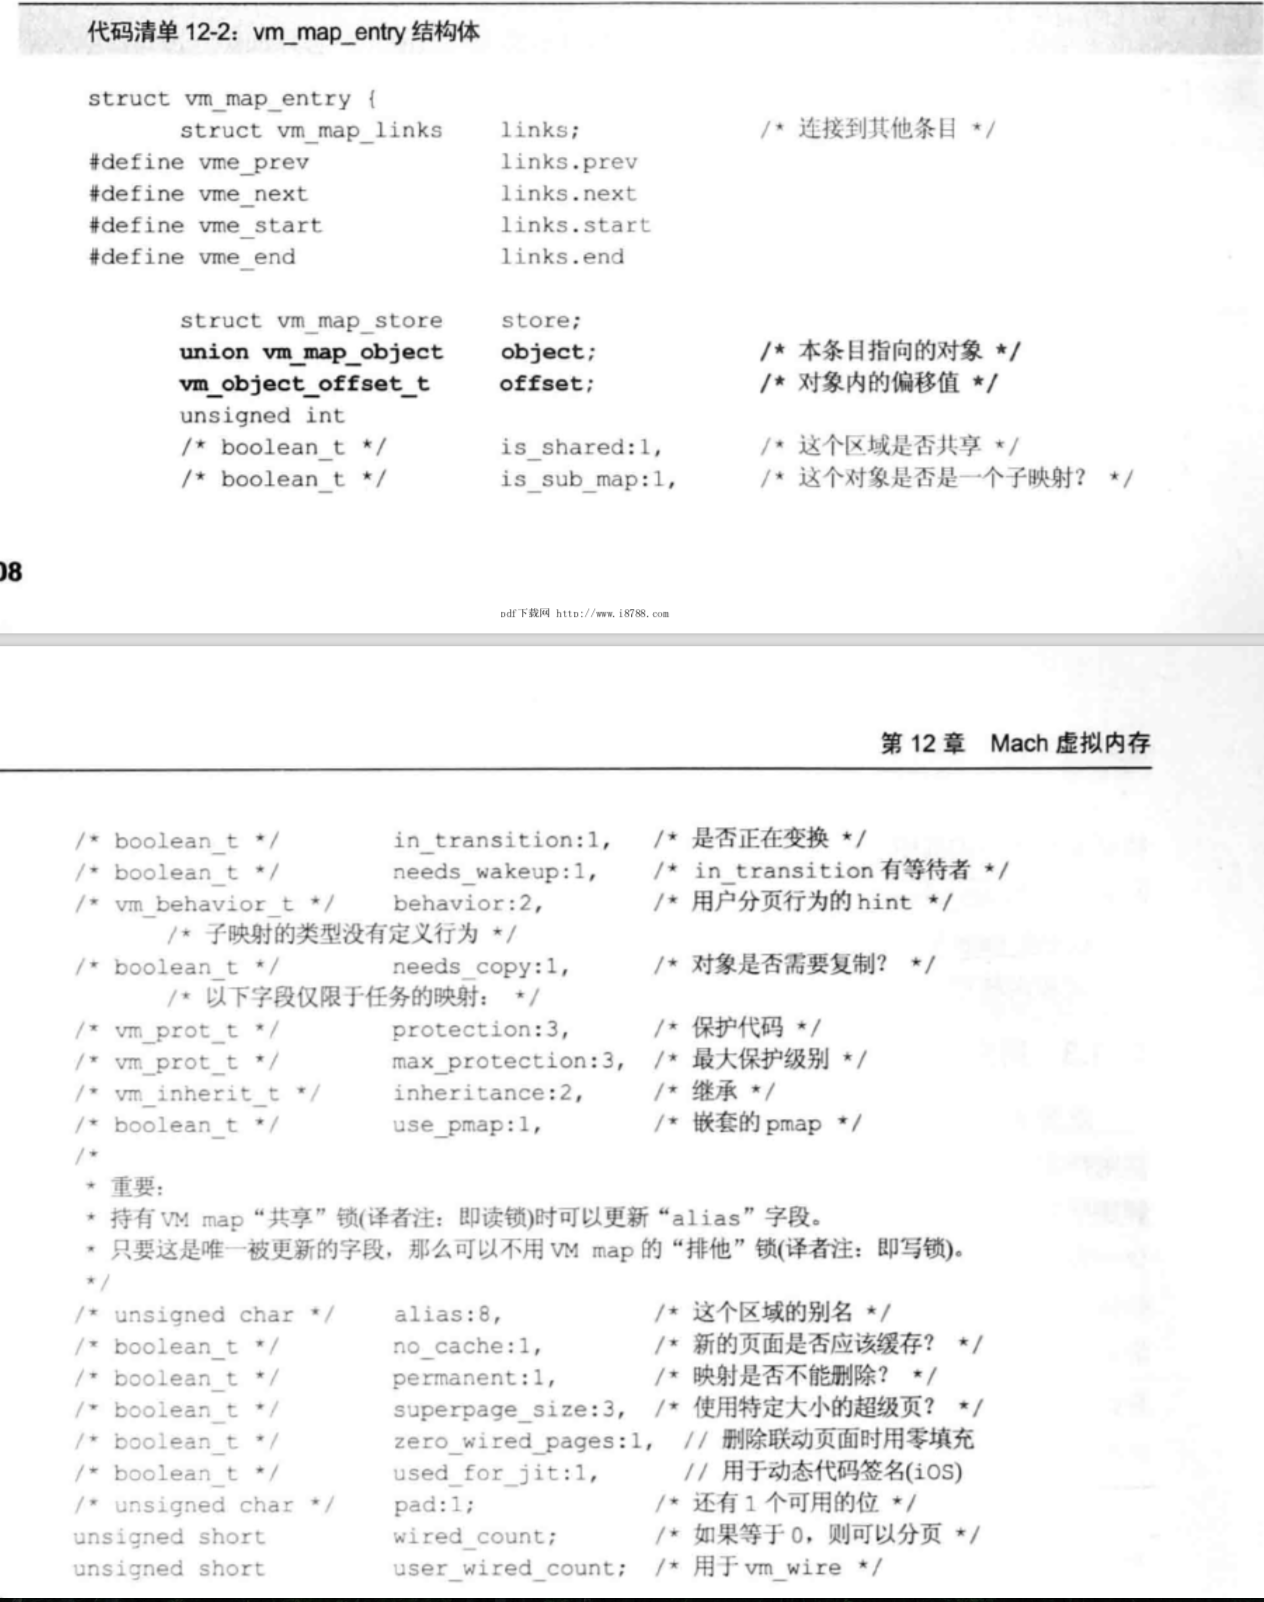 代码清单 12-2：vm_map_entry 结构体
struct vm_map_entry {
struct vm_map_links links; /* 连接到其他条目 */
#define vme_prev links.prev
#define vme_next links.next
#define vme_start links.start
#define vme_end links.end
struct vm_map_store store;
union vm_map_object object; /* 本条目指向的对象 */
vm_object_offset_t offset; /* 对象内的偏移值 */
unsigned int
/* boolean_t */ is_shared:1, /* 这个区域是否共享 */
/* boolean_t */ is_sub_map:1, /* 这个对象是否是一个子映射？ */
08
pdf下载网 http://www.i8788.com
第 12 章 Mach 虚拟内存
/* boolean_t */ in_transition:1, /* 是否正在变换 */
/* boolean_t */ needs_wakeup:1, /* in_transition 有等待者 */
/* vm_behavior_t */ behavior:2, /* 用户分页行为的 hint */
/* 子映射的类型没有定义行为 */
/* boolean_t */ needs_copy:1, /* 对象是否需要复制？ */
/* 以下字段仅限于任务的映射： */
/* vm_prot_t */ protection:3, /* 保护代码 */
/* vm_prot_t */ max_protection:3, /* 最大保护级别 */
/* vm_inherit_t */ inheritance:2, /* 继承 */
/* boolean_t */ use_pmap:1, /* 嵌套的 pmap */
/*
* 重要：
* 持有 VM map “共享” 锁(译者注：即读锁)时可以更新 “alias” 字段。
* 只要这是唯一被更新的字段，那么可以不用 VM map 的 “排他” 锁(译者注：即写锁)。
*/
/* unsigned char */ alias:8, /* 这个区域的别名 */
/* boolean_t */ no_cache:1, /* 新的页面是否应该缓存？ */
/* boolean_t */ permanent:1, /* 映射是否不能删除？ */
/* boolean_t */ superpage_size:3, /* 使用特定大小的超级页？ */
/* boolean_t */ zero_wired_pages:1, // 删除联动页面时用零填充
/* boolean_t */ used_for_jit:1, // 用于动态代码签名(iOS)
/* unsigned char */ pad:1; /* 还有 1 个可用的位 */
unsigned short wired_count; /* 如果等于 0，则可以分页 */
unsigned short user_wired_count; /* 用于 vm_wire */